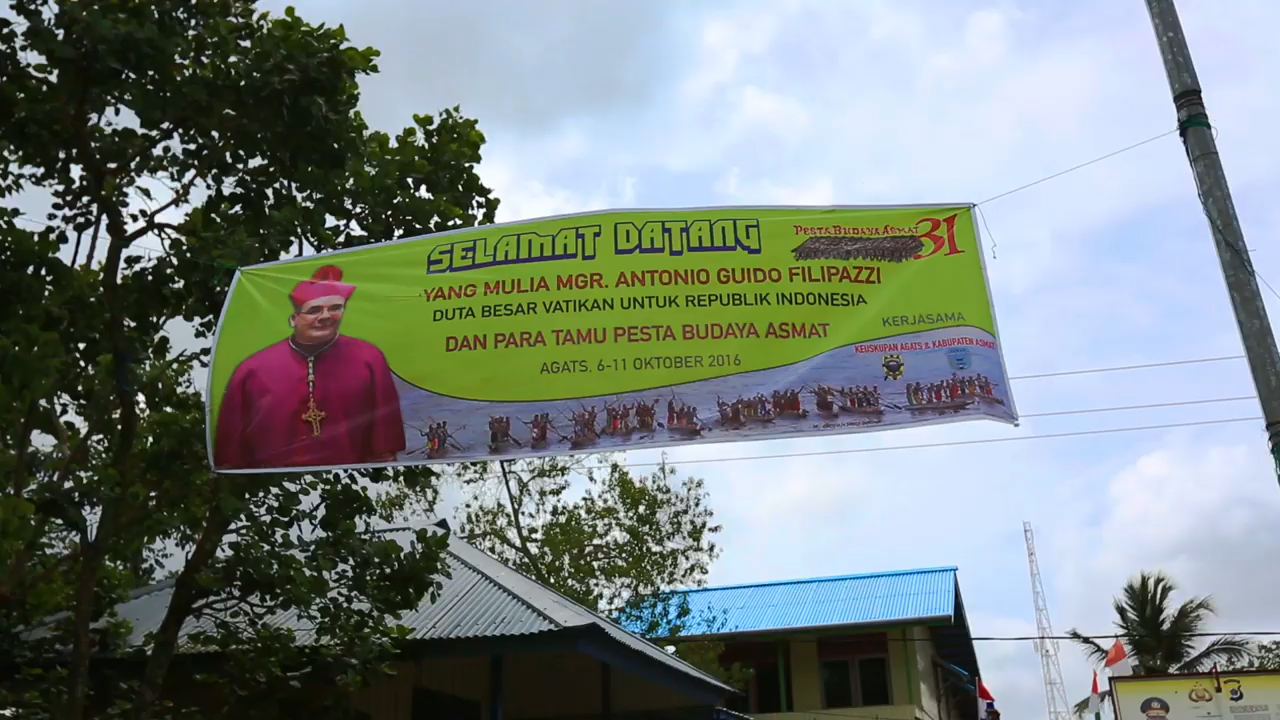 SELAMAT DATANG
PESTA BUDAYA ASMAT 31
YANG MULIA MGR. ANTONIO GUIDO FILIPAZZI
DUTA BESAR VATIKAN UNTUK REPUBLIK INDONESIA
DAN PARA TAMU PESTA BUDAYA ASMAT
AGATS. 6-11 OKTOBER 2016
KERJASAMA
KEUSKUPAN AGATS & KABUPATEN ASMAT